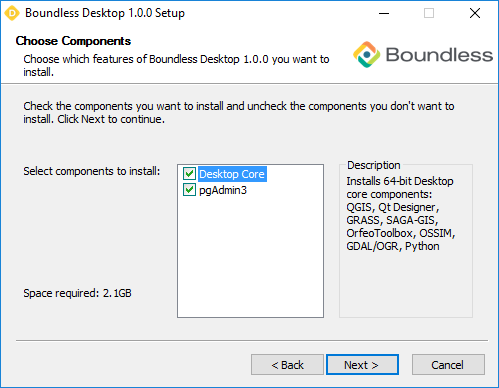 D Boundless Desktop 1.0.0 Setup
Choose Components
Choose which features of Boundless Desktop 1.0.0 you want to
install.
Boundless
Check the components you want to install and uncheck the components you don't want to
install. Click Next to continue.
Select components to install:
Desktop Core
pgAdmin3
Description
Installs 64-bit Desktop
core components:
QGIS, Qt Designer,
GRASS, SAGA-GIS,
OrfeoToolbox, OSSIM,
GDAL/OGR, Python
Space required: 2.1GB
< Back
Next >
Cancel